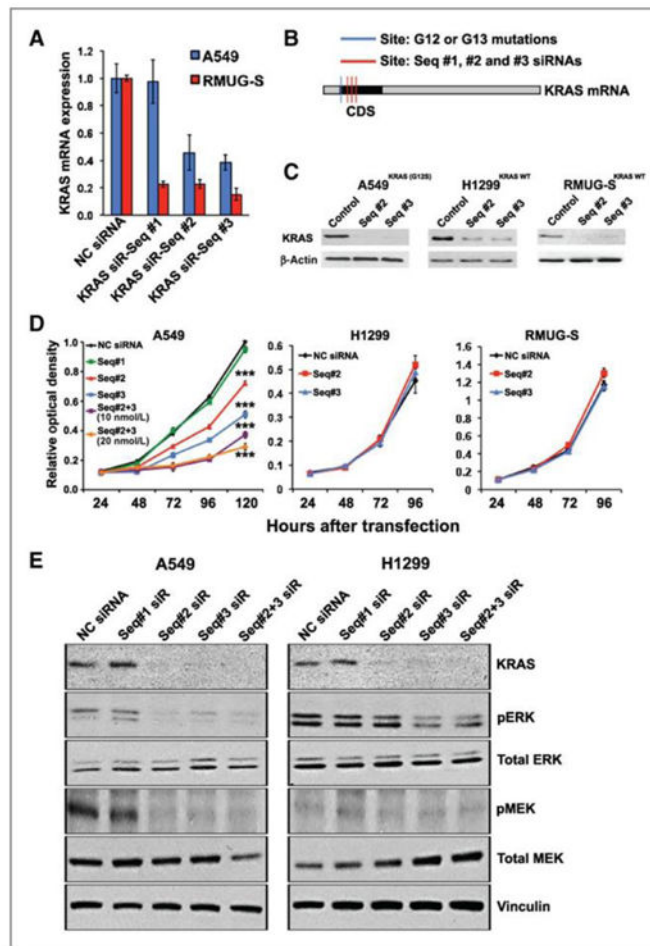 A
KRAS mRNA expression
1.2
1.0
0.8
0.6
0.4
0.2
0
A549
RMUG-S
NC siRNA
KRAS siR-Seq #1
KRAS siR-Seq #2
KRAS siR-Seq #3
B
Site: G12 or G13 mutations
Site: Seq #1, #2 and #3 siRNAs
KRAS mRNA
CDS
C
A549 KRAS (G12S)
H1299 KRAS WT
RMUG-S KRAS WT
Control Seq #2 Seq #3
Control Seq #2 Seq #3
Control Seq #2 Seq #3
KRAS
β-Actin
D
A549
H1299
RMUG-S
Relative optical density
1.0
0.8
0.6
0.4
0.2
0.0
NC siRNA
Seq#1
Seq#2
Seq#3
Seq#2+3
(10 nmol/L)
Seq#2+3
(20 nmol/L)
***
***
***
***
24 48 72 96 120
0.6
0.5
0.4
0.3
0.2
0.1
0
NC siRNA
Seq#2
Seq#3
24 48 72 96
1.6
1.4
1.2
1.0
0.8
0.6
0.4
0.2
0
NC siRNA
Seq#2
Seq#3
24 48 72 96
Hours after transfection
E
A549
H1299
NC siRNA Seq#1 siR Seq#2 siR Seq#3 siR Seq#2+3 siR
NC siRNA Seq#1 siR Seq#2 siR Seq#3 siR Seq#2+3 siR
KRAS
pERK
Total ERK
pMEK
Total MEK
Vinculin